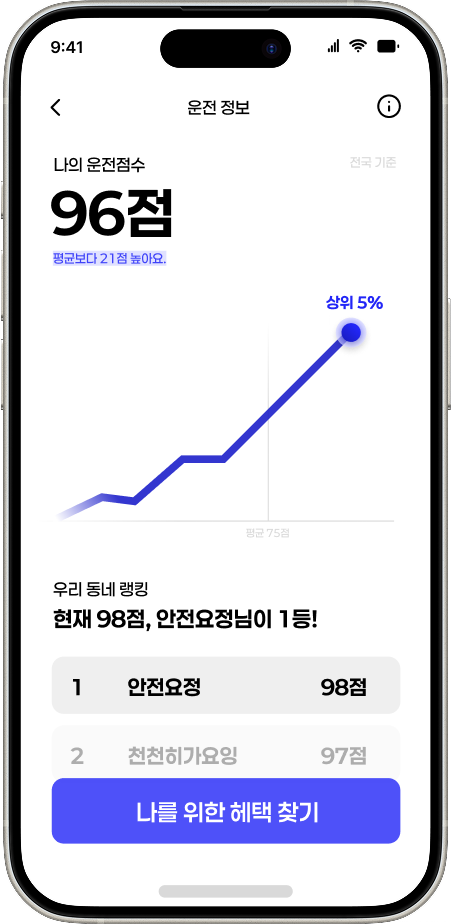 9:41
운전 정보
나의 운전점수
전국 기준
96점
평균보다 21점 높아요.
상위 5%
평균 75점
우리 동네 랭킹
현재 98점, 안전요정님이 1등!
1 안전요정 98점
2 천천히가요잉 97점
나를 위한 혜택 찾기